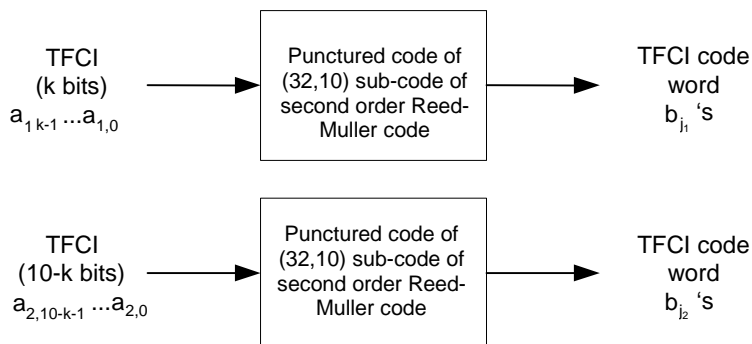 TFCI
(k bits)
a1 k-1 ...a1,0
Punctured code of
(32,10) sub-code of
second order Reed-
Muller code
TFCI code
word
bj1 ‘s
TFCI
(10-k bits)
a2,10-k-1 ...a2,0
Punctured code of
(32,10) sub-code of
second order Reed-
Muller code
TFCI code
word
bj2 ‘s